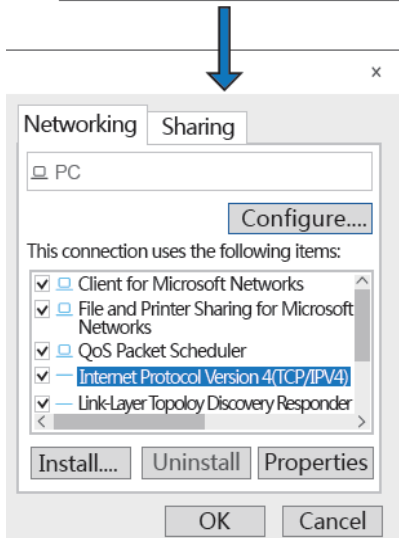 ×
Networking Sharing
PC
Configure....
This connection uses the following items:
Client for Microsoft Networks
File and Printer Sharing for Microsoft
Networks
QoS Packet Scheduler
Internet Protocol Version 4(TCP/IPV4)
Link-Layer Topoloy Discovery Responder
Install.... Uninstall Properties
OK Cancel